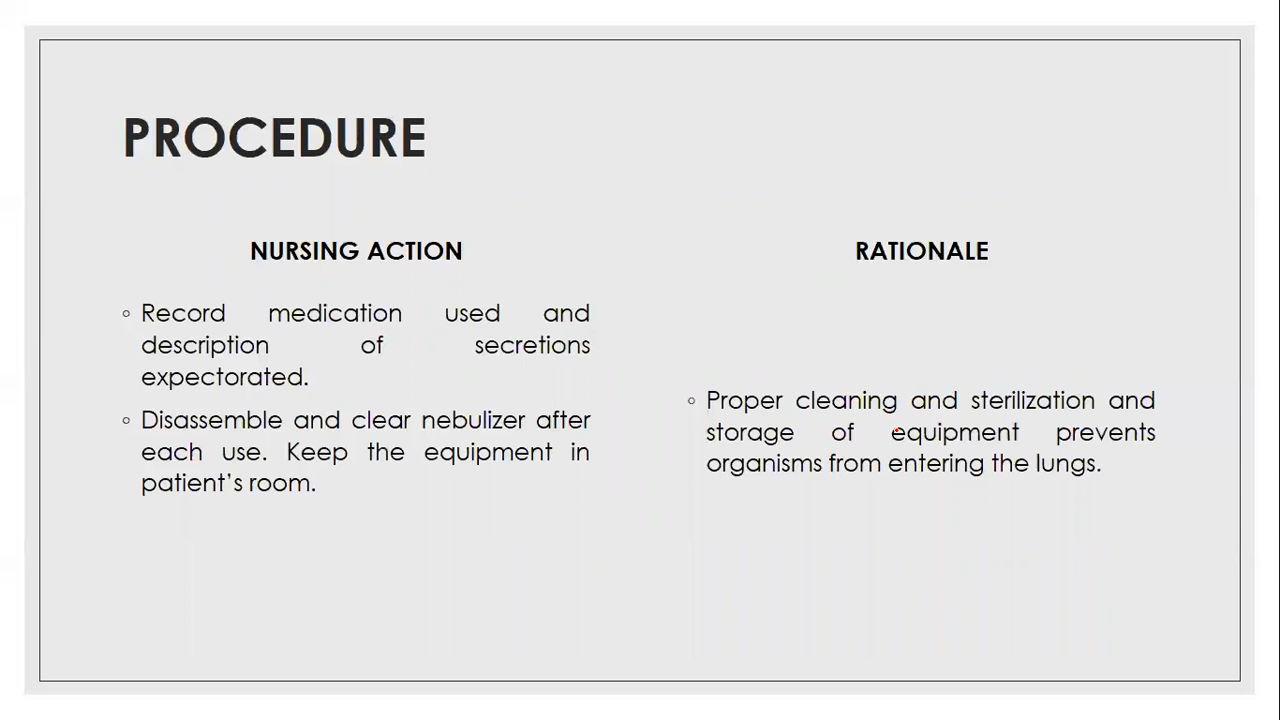 PROCEDURE
NURSING ACTION
◦ Record medication used and
description of secretions
expectorated.
◦ Disassemble and clear nebulizer after
each use. Keep the equipment in
patient’s room.
RATIONALE
◦ Proper cleaning and sterilization and
storage of equipment prevents
organisms from entering the lungs.